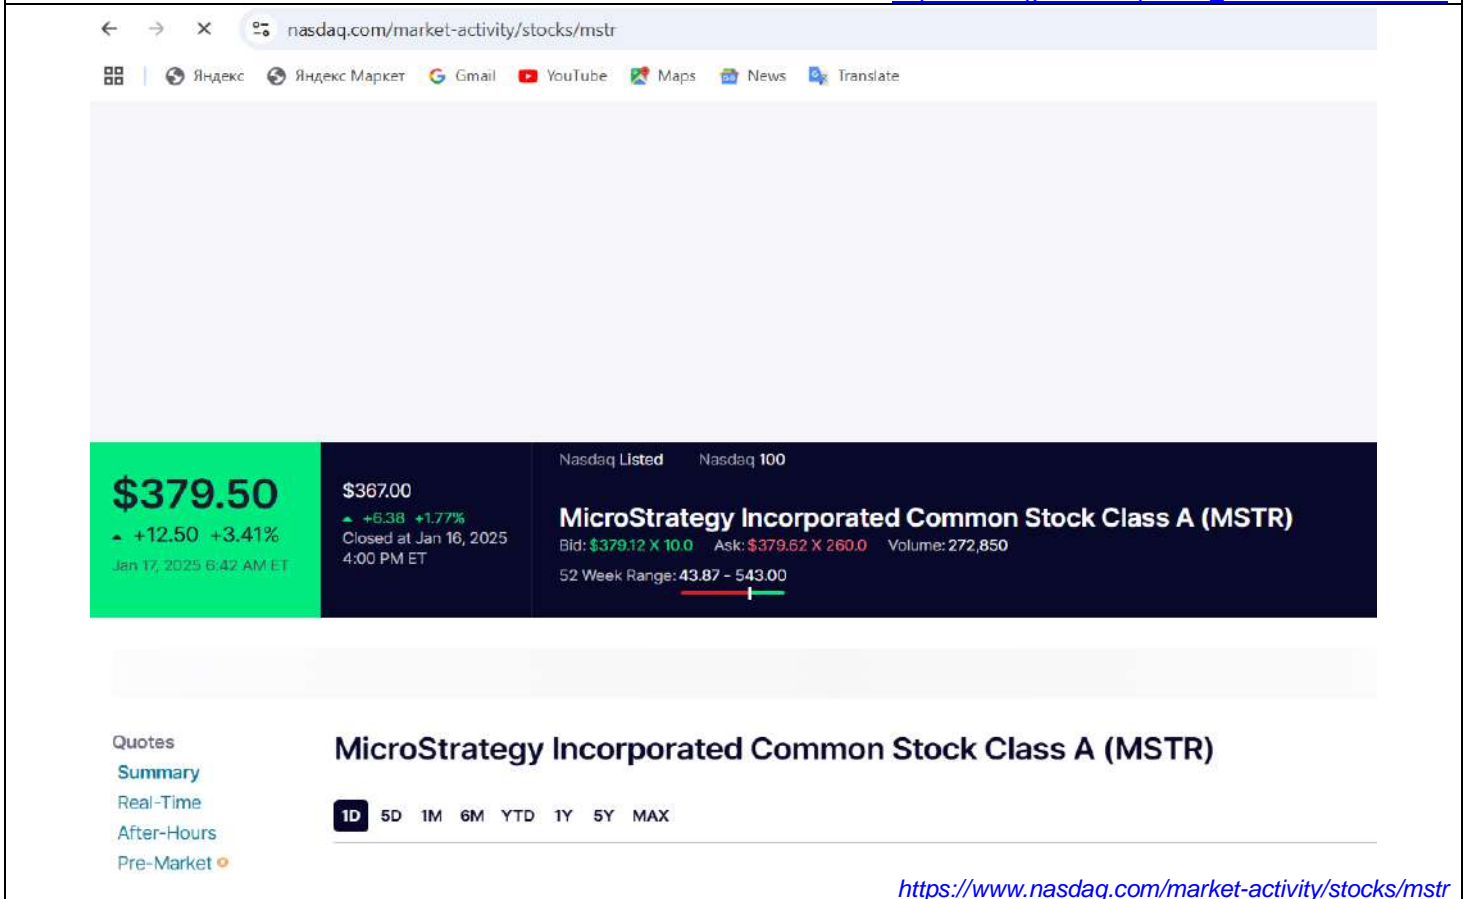 nasdaq.com/market-activity/stocks/mstr
Яндекс Яндекс Маркет Gmail YouTube Maps News Translate
$379.50
+12.50 +3.41%
Jan 17, 2025 6:42 AM ET
$367.00
+6.38 +1.77%
Closed at Jan 16, 2025
4:00 PM ET
Nasdaq Listed Nasdaq 100
MicroStrategy Incorporated Common Stock Class A (MSTR)
Bid: $379.12 X 10.0 Ask: $379.62 X 260.0 Volume: 272,850
52 Week Range: 43.87 - 543.00
Quotes
Summary
Real-Time
After-Hours
Pre-Market
MicroStrategy Incorporated Common Stock Class A (MSTR)
1D 5D 1M 6M YTD 1Y 5Y MAX
https://www.nasdaq.com/market-activity/stocks/mstr